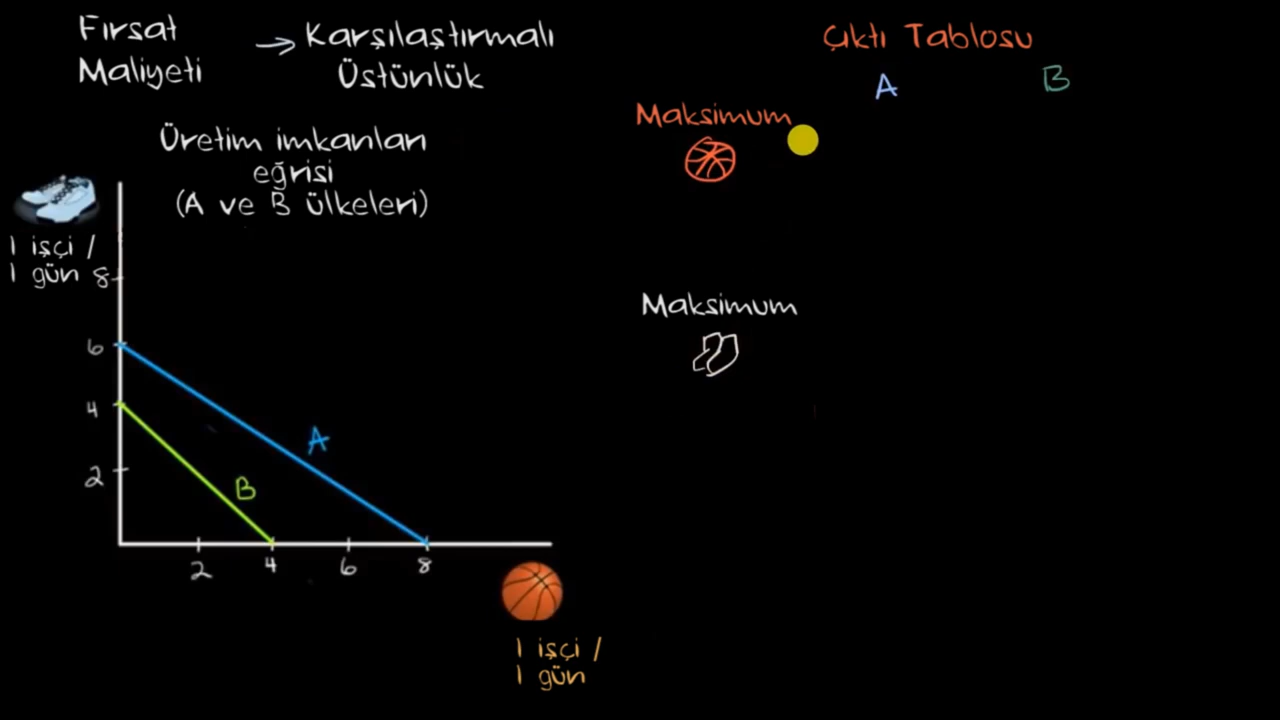 Fırsat
Maliyeti
→ Karşılaştırmalı
Üstünlük
Üretim imkanları
eğrisi
(A ve B ülkeleri)
1 işçi /
1 gün
8
6
4
2
A
B
2 4 6 8
1 işçi /
1 gün
Çıktı Tablosu
A B
Maksimum
Maksimum